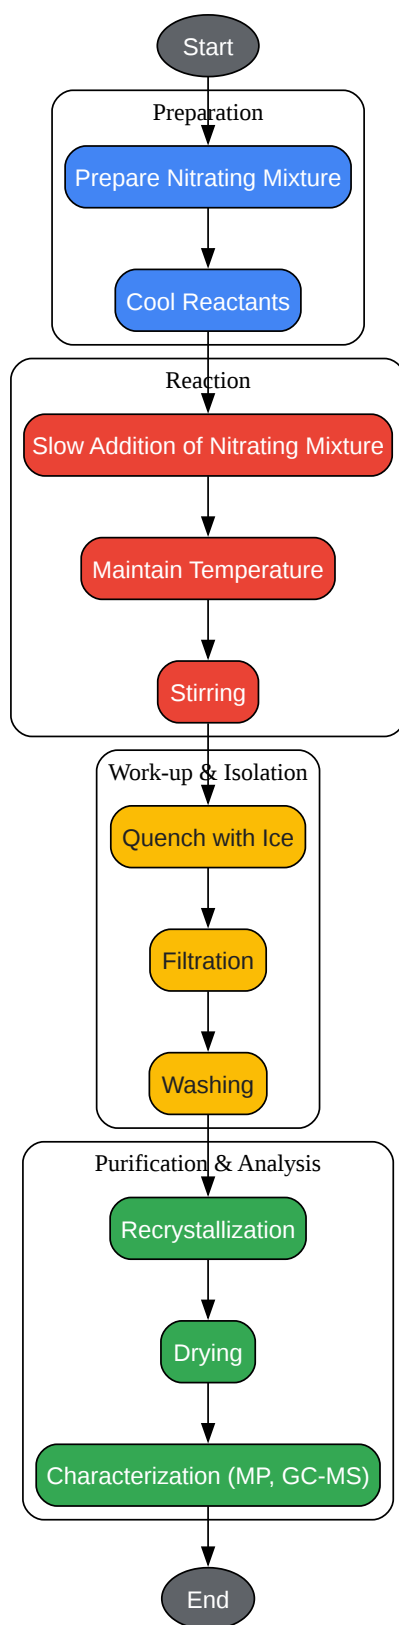 Start
Preparation
Prepare Nitrating Mixture
Cool Reactants
Reaction
Slow Addition of Nitrating Mixture
Maintain Temperature
Stirring
Work-up & Isolation
Quench with Ice
Filtration
Washing
Purification & Analysis
Recrystallization
Drying
Characterization (MP, GC-MS)
End